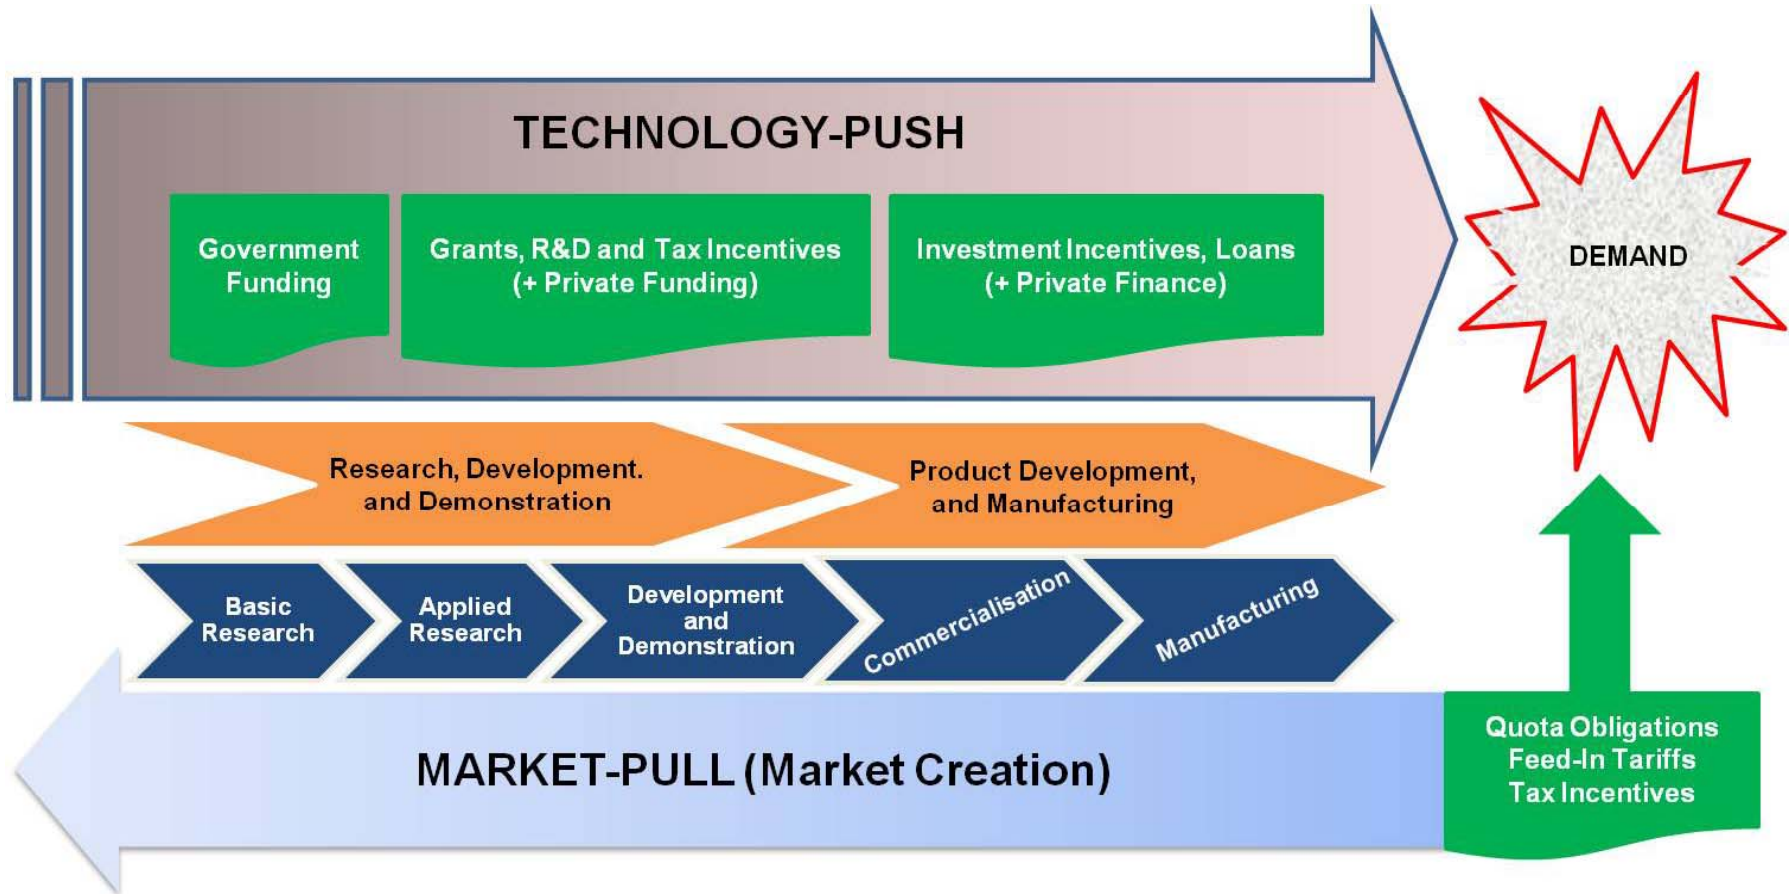 TECHNOLOGY-PUSH
Government
Funding
Grants, R&D and Tax Incentives
(+ Private Funding)
Investment Incentives, Loans
(+ Private Finance)
DEMAND
Research, Development.
and Demonstration
Product Development,
and Manufacturing
Basic
Research
Applied
Research
Development
and
Demonstration
Commercialisation
Manufacturing
MARKET-PULL (Market Creation)
Quota Obligations
Feed-In Tariffs
Tax Incentives